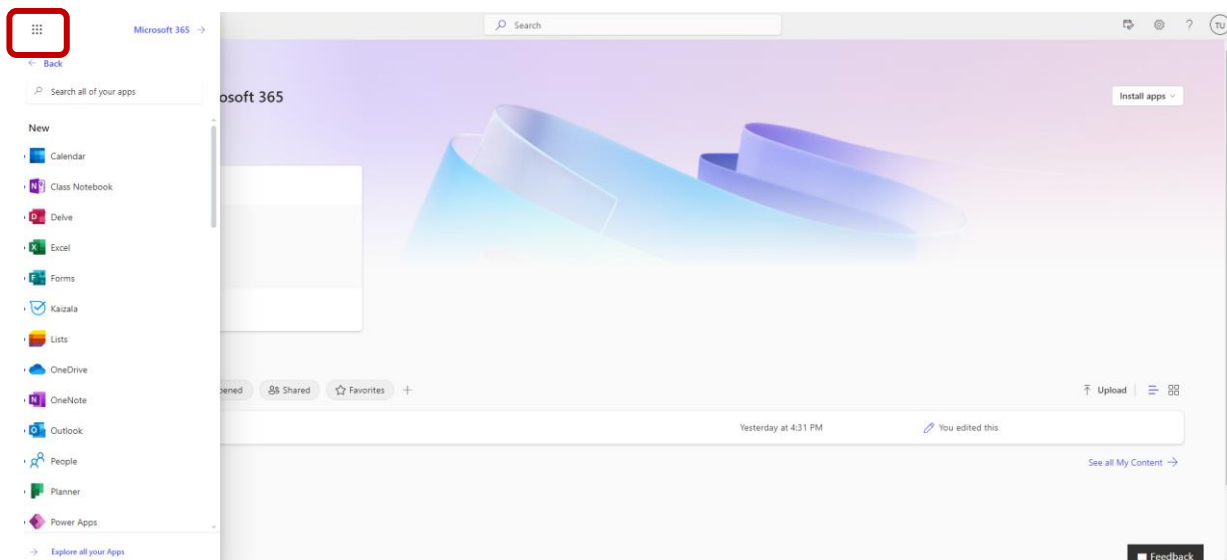 Microsoft 365 →
Search
?
TU
← Back
Search all of your apps
osoft 365
Install apps
New
Calendar
Class Notebook
Delve
Excel
Forms
Kaizala
Lists
OneDrive
OneNote
Outlook
People
Planner
Power Apps
→ Explore all your Apps
pened
Shared
Favorites
+
Upload
Yesterday at 4:31 PM
You edited this
See all My Content →
Feedback